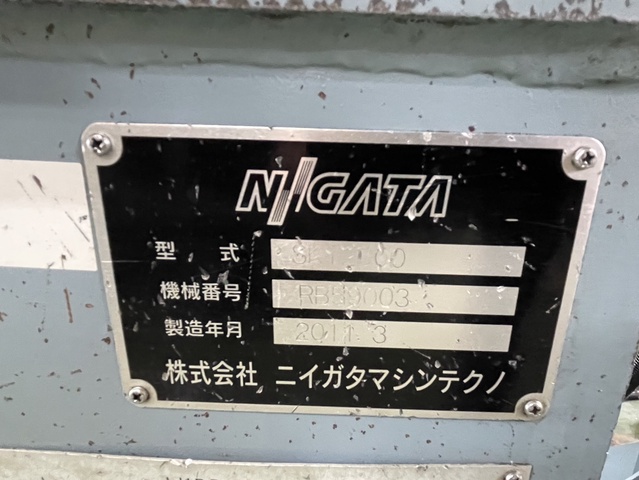 NIIGATA
型式
機械番号
製造年月 2011 3
株式会社 ニイガタマシンテクノ